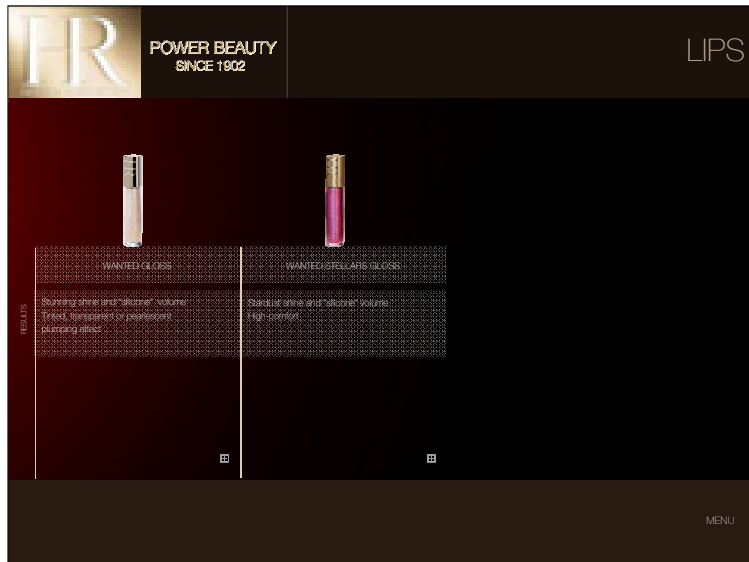 HR
POWER BEAUTY
SINCE 1902
LIPS
WANTED GLOSS
WANTED STELLARS GLOSS
RESULTS
Stunning shine and "silicone" volume
Tinted, transparent or pearlescent
plumping effect
Stardust shine and "silicone" volume
High-comfort
MENU